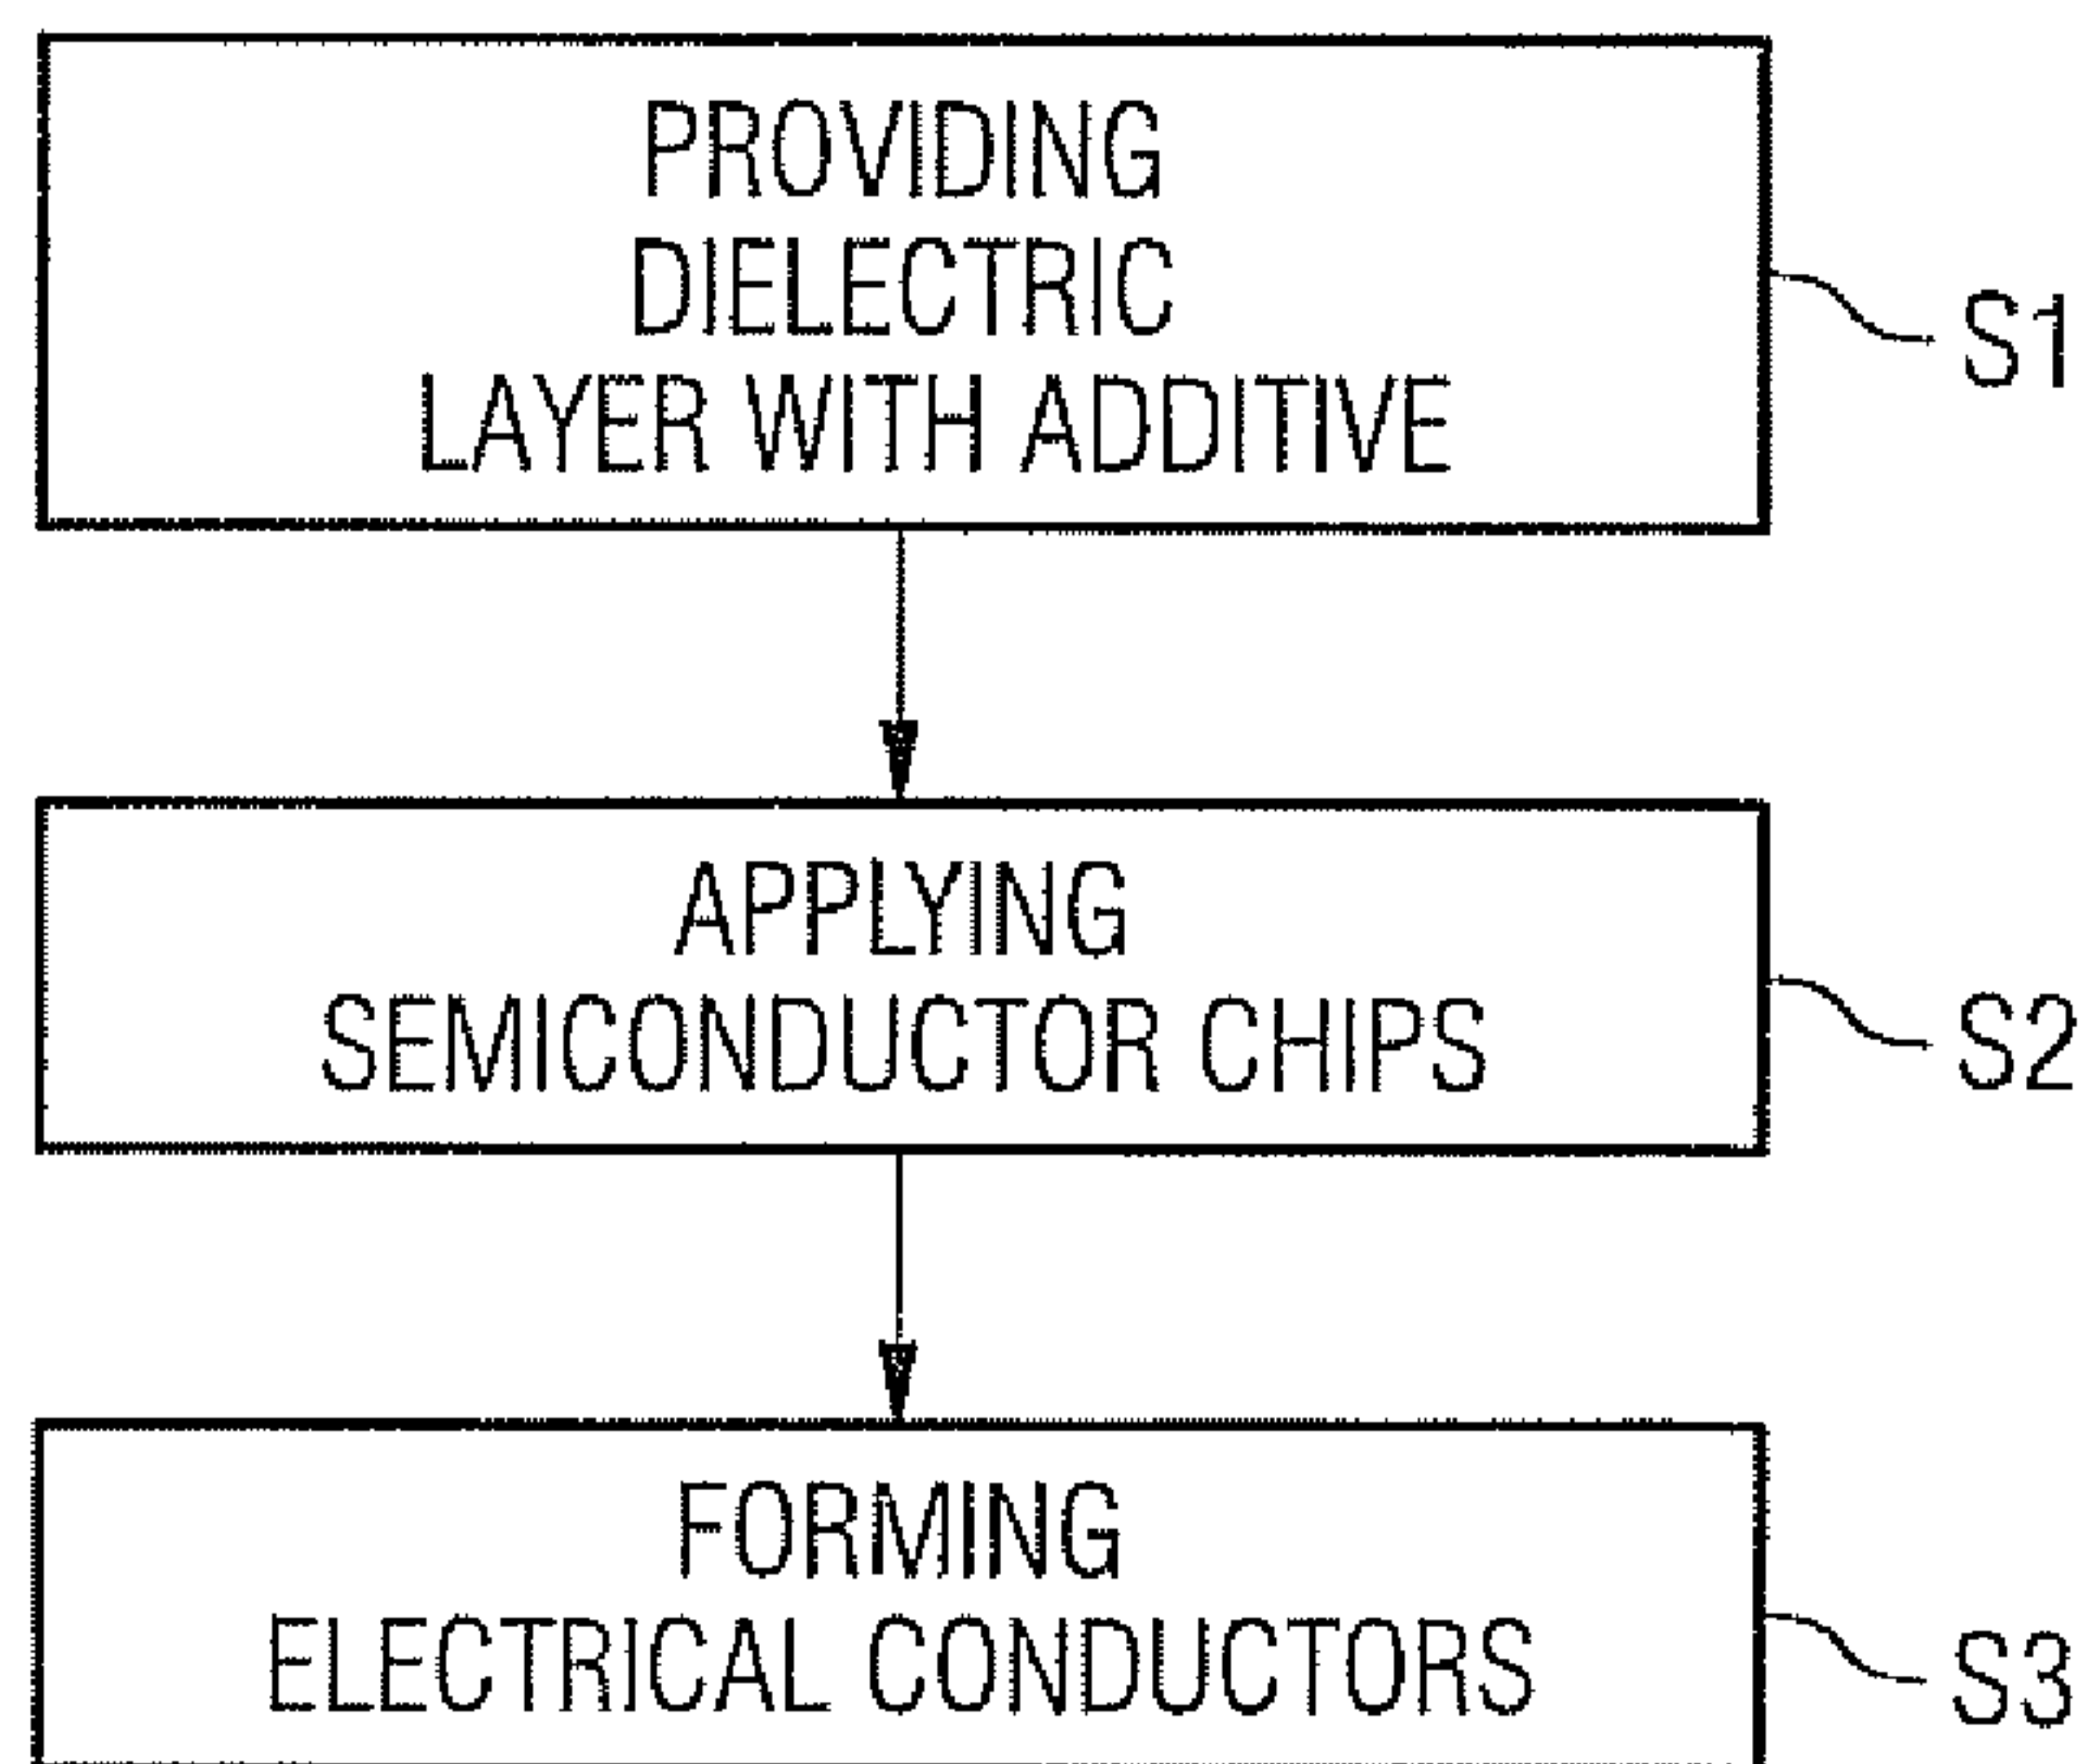 PROVIDING
DIELECTRIC
LAYER WITH ADDITIVE
S1
APPLYING
SEMICONDUCTOR CHIPS
S2
FORMING
ELECTRICAL CONDUCTORS
S3